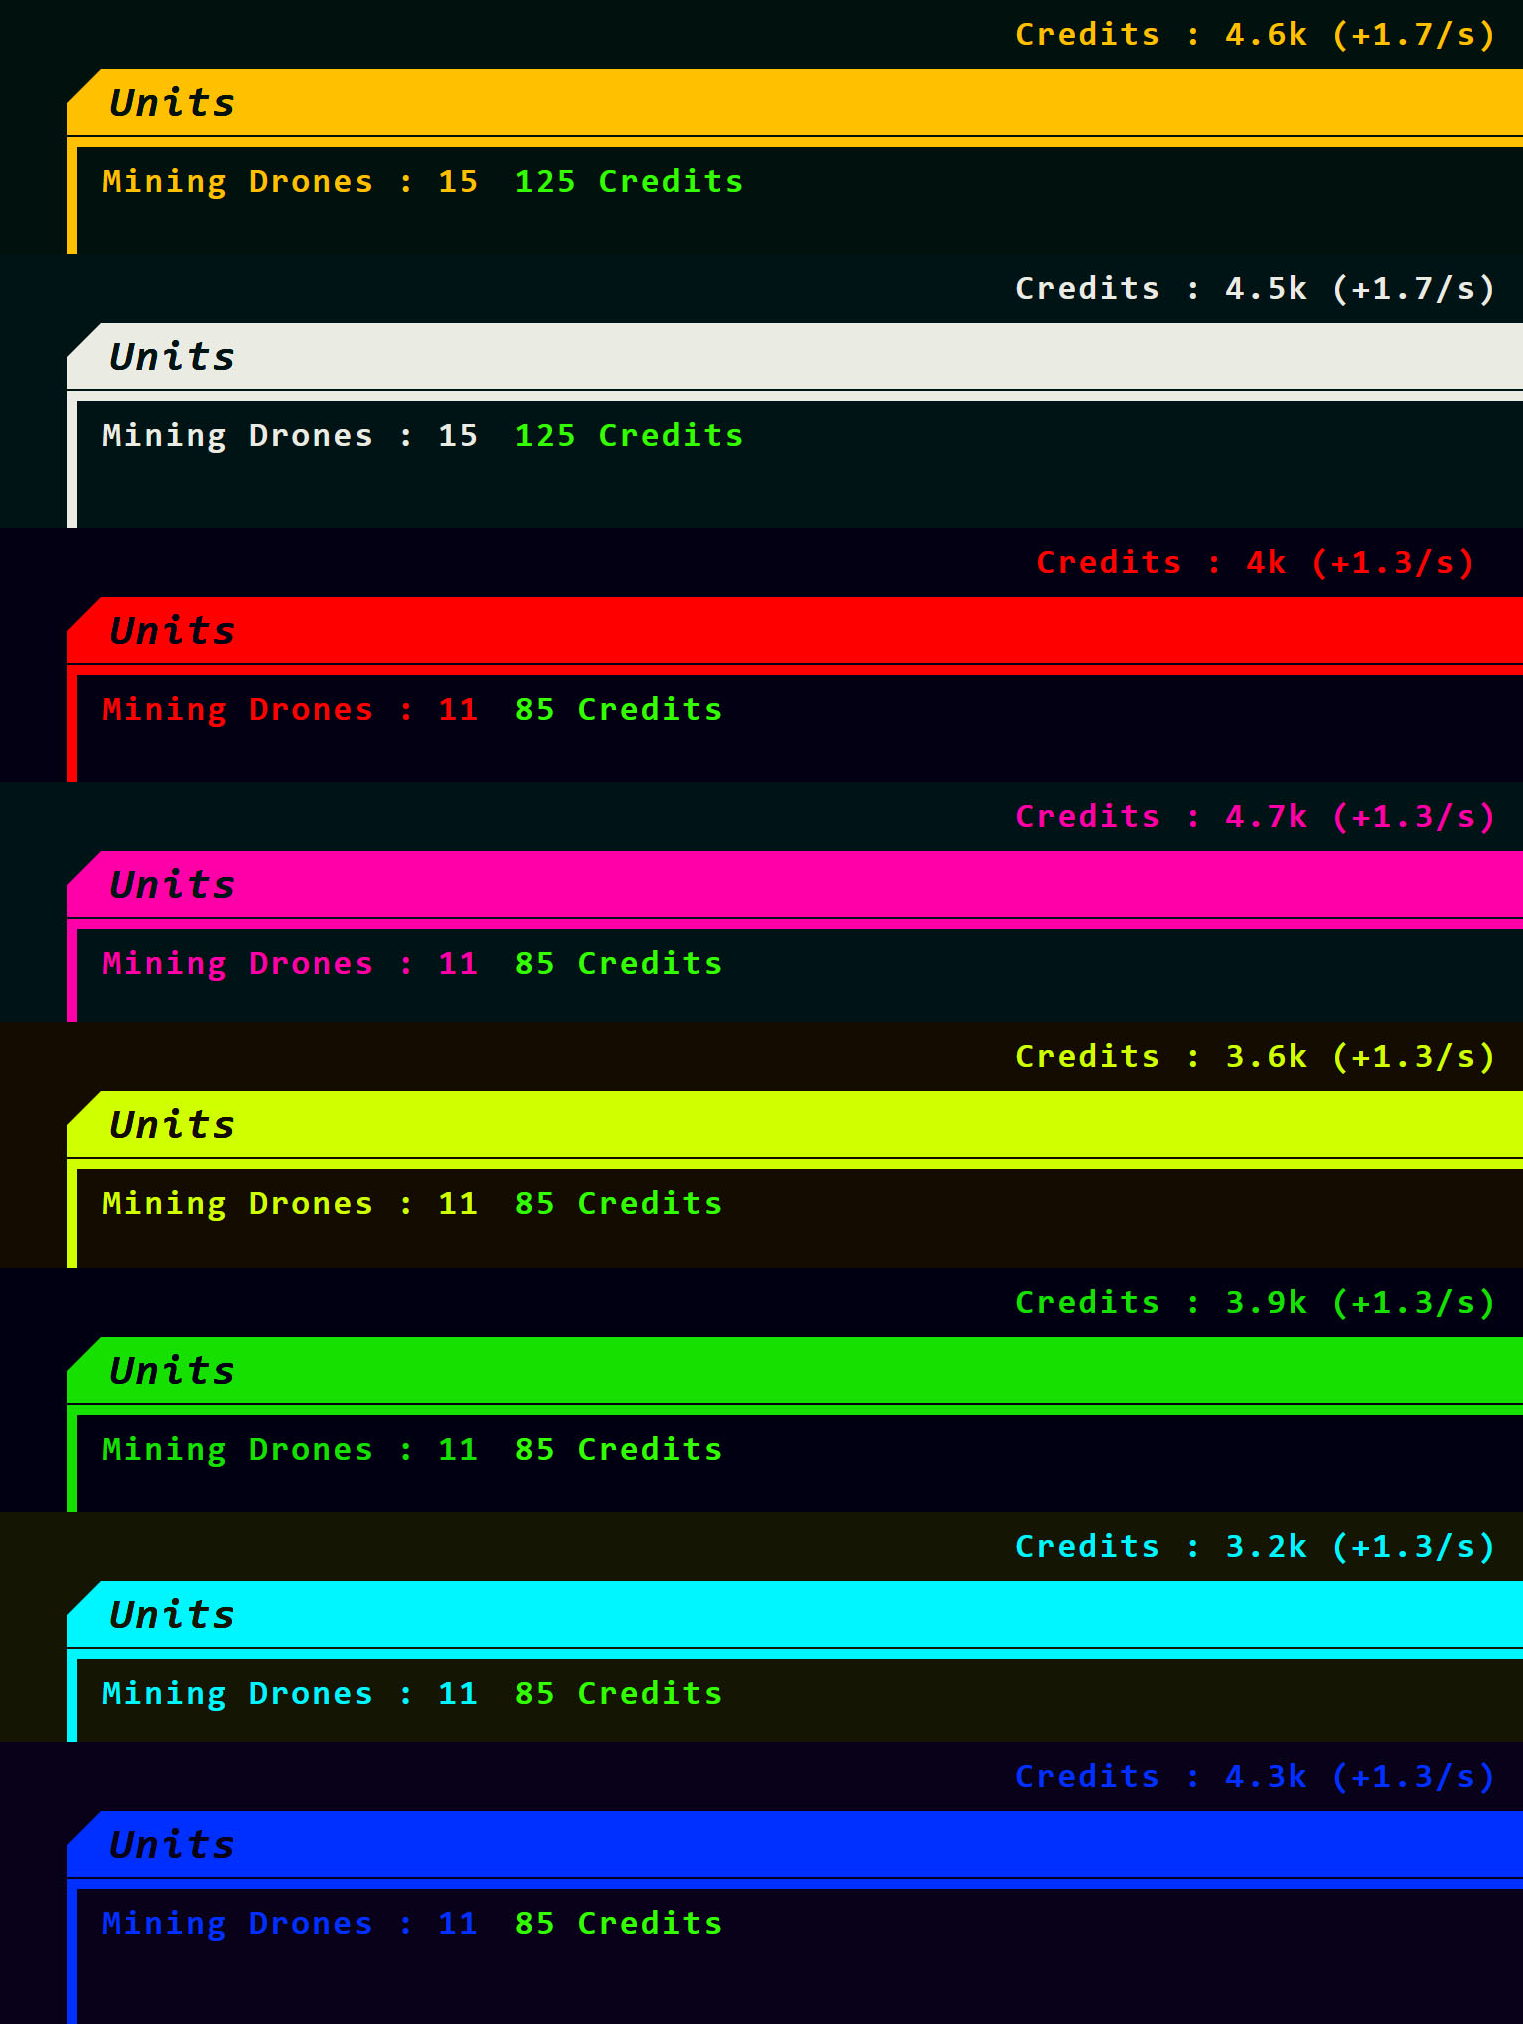 Credits : 4.6k (+1.7/s)
Units
Mining Drones : 15 125 Credits
Credits : 4.5k (+1.7/s)
Units
Mining Drones : 15 125 Credits
Credits : 4k (+1.3/s)
Units
Mining Drones : 11 85 Credits
Credits : 4.7k (+1.3/s)
Units
Mining Drones : 11 85 Credits
Credits : 3.6k (+1.3/s)
Units
Mining Drones : 11 85 Credits
Credits : 3.9k (+1.3/s)
Units
Mining Drones : 11 85 Credits
Credits : 3.2k (+1.3/s)
Units
Mining Drones : 11 85 Credits
Credits : 4.3k (+1.3/s)
Units
Mining Drones : 11 85 Credits